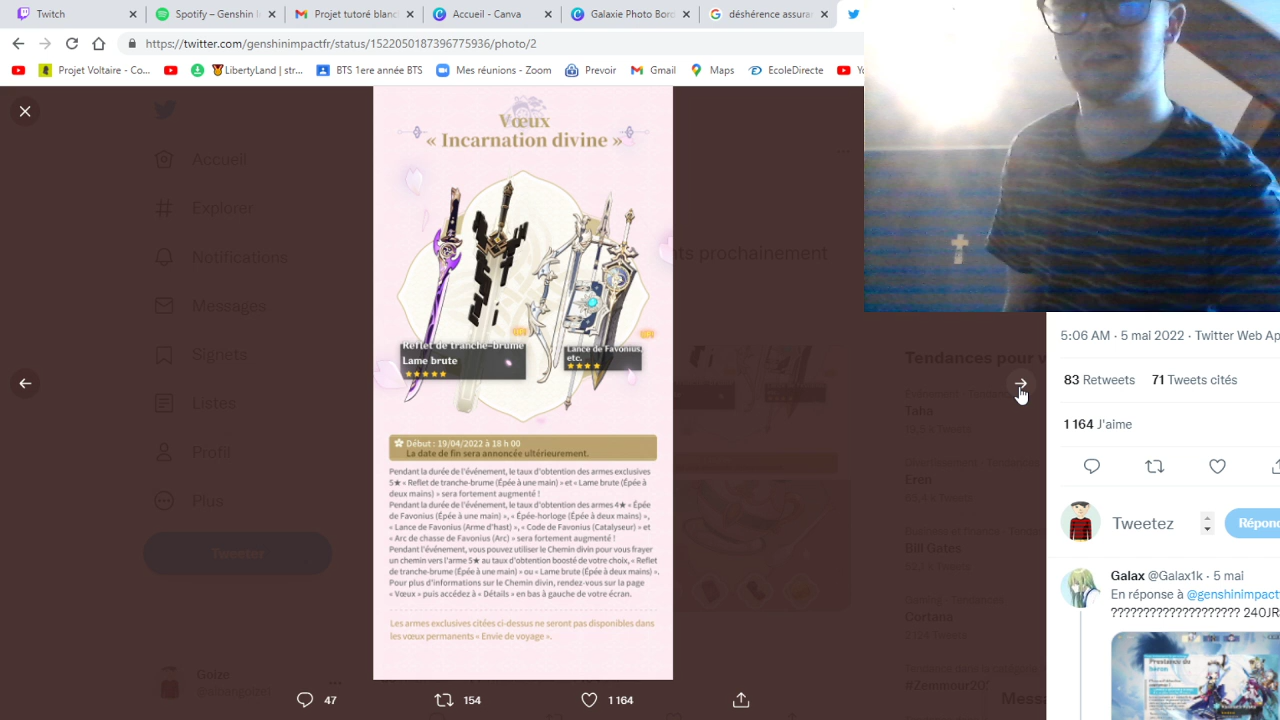 Spotify
Genshin Im
Accueil - Canva
Galaxie Photo Bord
déshérence assuran
https://twitter.com/genshinimpactfr/status/1522050187396775936/photo/2
Projet Voltaire - Co...
LibertyLand | str...
BTS 1ere année BTS
Mes réunions - Zoom
Prevoir
Gmail
Maps
EcoleDirecte
Accueil
Explorer
Notifications
Messages
Signets
Listes
Profil
Plus
Tweeter
Golze
Vœux
« Incarnation divine »
Reflet de tranche-brume
Lame brute
Lance de Favonius,
etc.
Début : 19/04/2022 à 18 h 00
La date de fin sera annoncée ultérieurement.
Pendant la durée de l'événement, le taux d'obtention des armes exclusives
5★ « Reflet de tranche-brume (Épée à une main) » et « Lame brute (Épée à
deux mains) » sera fortement augmenté !
Pendant la durée de l'événement, le taux d'obtention des armes 4★ « Épée
de Favonius (Épée à une main) », « Épée-horloge (Épée à deux mains) »,
« Lance de Favonius (Arme d'hast) », « Code de Favonius (Catalyseur) » et
« Arc de chasse de Favonius (Arc) » sera fortement augmenté !
Pendant l'événement, vous pouvez utiliser le Chemin divin pour vous frayer
un chemin vers l'arme 5★ au taux d'obtention boosté de votre choix, « Reflet
de tranche-brume (Épée à une main) » ou « Lame brute (Épée à deux mains) ».
Pour plus d'informations sur le Chemin divin, rendez-vous sur la page
« Vœux » puis accédez à « Détails » en bas à gauche de votre écran.
Les armes exclusives citées ci-dessus ne seront pas disponibles dans
les vœux permanents « Envie de voyage ».
47
1 164
ts prochainement
Tendances pour v
Taha
Eren
Bill Gates
Cortana
#Zemmour20
Messa
5:06 AM · 5 mai 2022 · Twitter Web Ap
83 Retweets 71 Tweets cités
1 164 J'aime
Tweetez
Répond
Galax @Galax1k · 5 mai
En réponse à @genshinimpact
???????????????????? 240JR